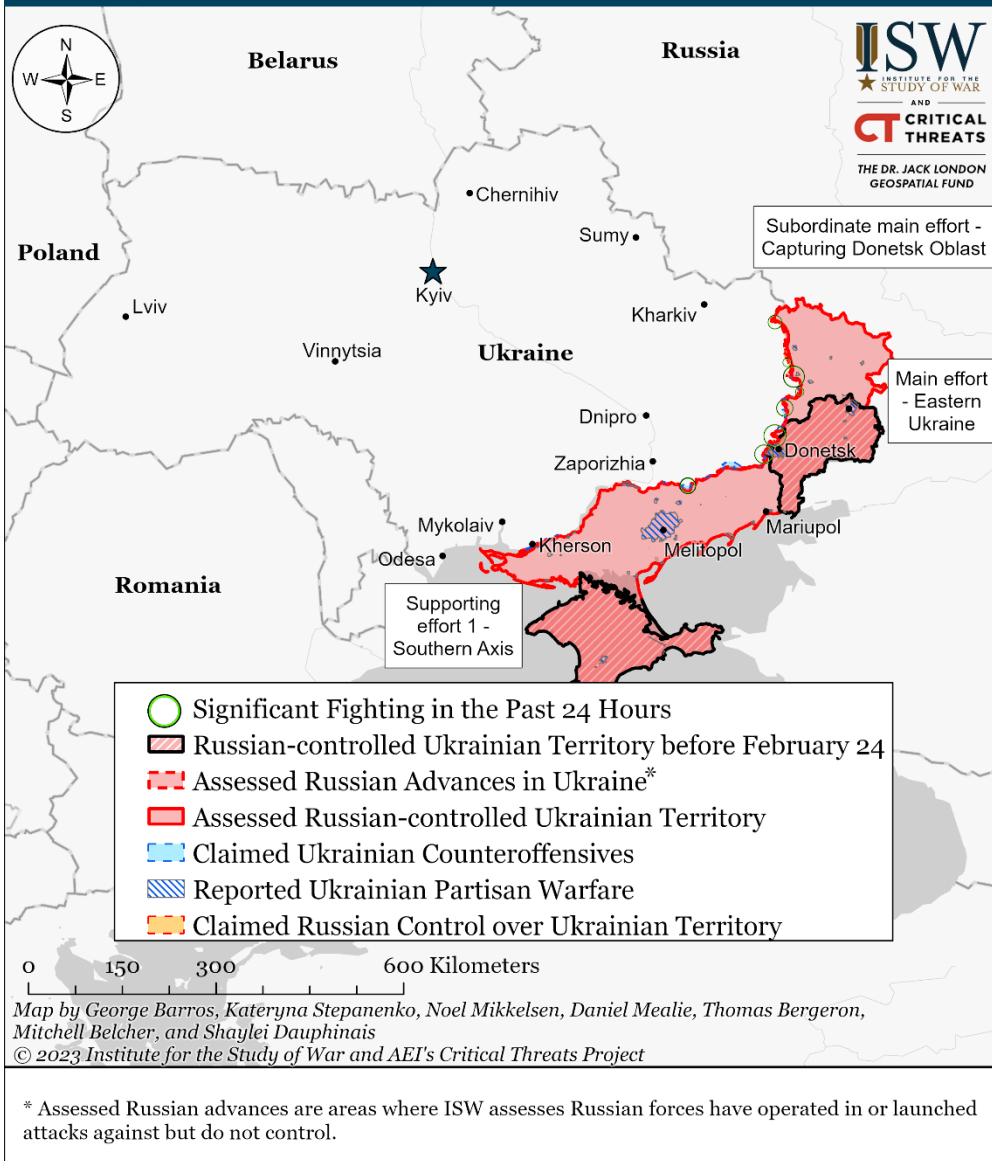 N
W
E
S
Belarus
Russia
ISW
INSTITUTE FOR THE
STUDY OF WAR
AND
CT CRITICAL
THREATS
THE DR. JACK LONDON
GEOSPATIAL FUND
Chernihiv
Subordinate main effort -
Capturing Donetsk Oblast
Sumy
Poland
Kyiv
Lviv
Kharkiv
Vinnytsia
Ukraine
Main effort
- Eastern
Ukraine
Dnipro
Donetsk
Zaporizhia
Mykolaiv
Mariupol
Kherson
Melitopol
Odesa
Romania
Supporting
effort 1 -
Southern Axis
Significant Fighting in the Past 24 Hours
Russian-controlled Ukrainian Territory before February 24
Assessed Russian Advances in Ukraine*
Assessed Russian-controlled Ukrainian Territory
Claimed Ukrainian Counteroffensives
Reported Ukrainian Partisan Warfare
Claimed Russian Control over Ukrainian Territory
0 150 300 600 Kilometers
Map by George Barros, Kateryna Stepanenko, Noel Mikkelsen, Daniel Mealie, Thomas Bergeron,
Mitchell Belcher, and Shaylei Dauphinais
© 2023 Institute for the Study of War and AEI's Critical Threats Project
* Assessed Russian advances are areas where ISW assesses Russian forces have operated in or launched
attacks against but do not control.